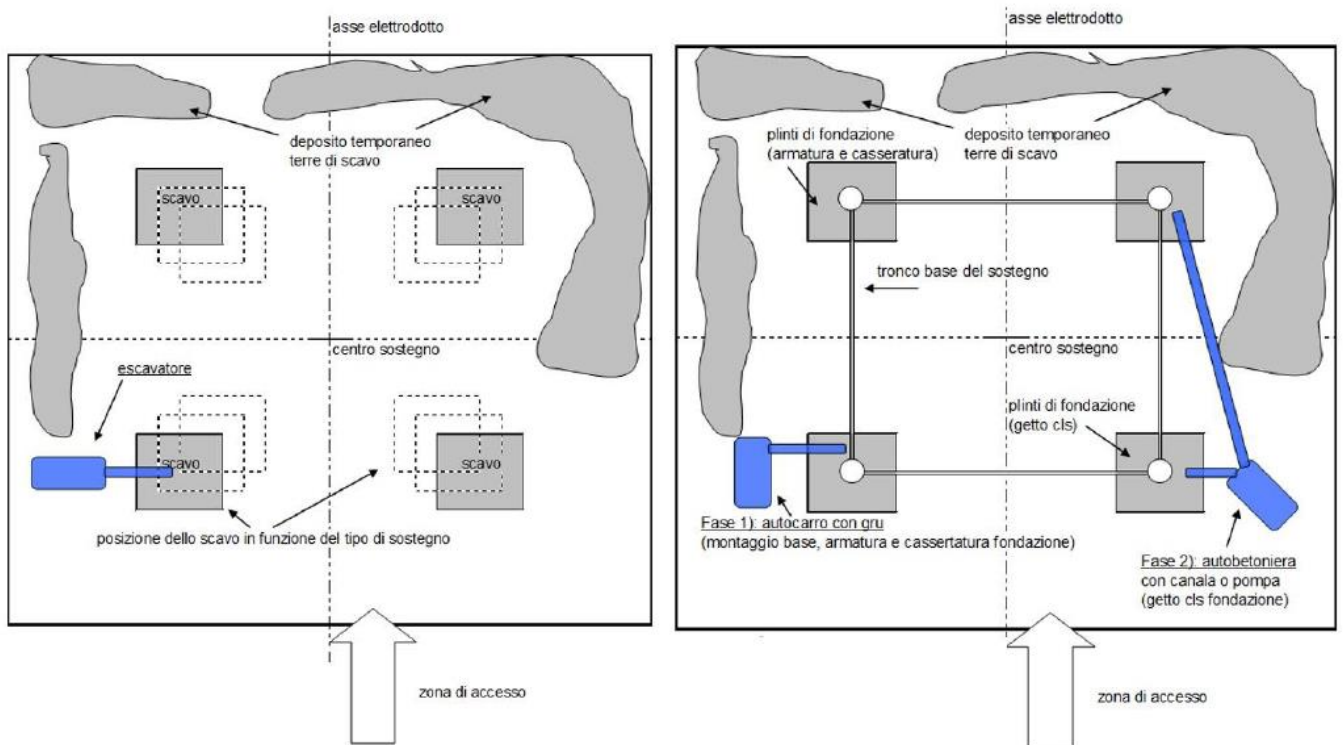 asse elettrodotto
deposito temporaneo
terre di scavo
scavo
scavo
centro sostegno
escavatore
scavo
scavo
posizione dello scavo in funzione del tipo di sostegno
zona di accesso
asse elettrodotto
plinti di fondazione
(armatura e casseratura)
deposito temporaneo
terre di scavo
tronco base del sostegno
centro sostegno
plinti di fondazione
(getto cls)
Fase 1): autocarro con gru
(montaggio base, armatura e cassertatura fondazione)
Fase 2): autobetoniera
con canala o pompa
(getto cls fondazione)
zona di accesso